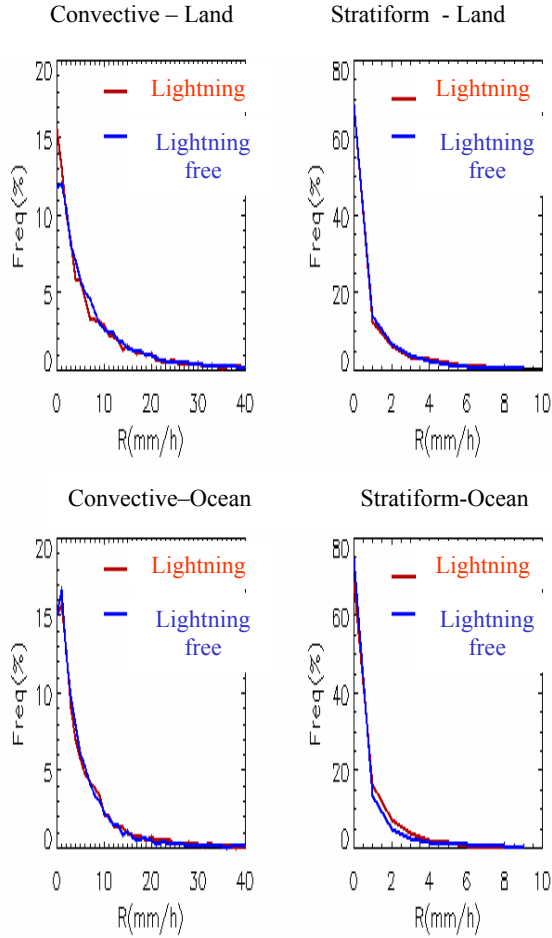 Convective – Land
20
15
10
5
0
Freq(%)
Lightning
Lightning
free
0 10 20 30 40
R(mm/h)
Stratiform - Land
80
60
40
20
0
Freq(%)
Lightning
Lightning
free
0 2 4 6 8 10
R(mm/h)
Convective–Ocean
20
15
10
5
0
Freq(%)
Lightning
Lightning
free
0 10 20 30 40
R(mm/h)
Stratiform-Ocean
80
60
40
20
0
Freq(%)
Lightning
Lightning
free
0 2 4 6 8 10
R(mm/h)